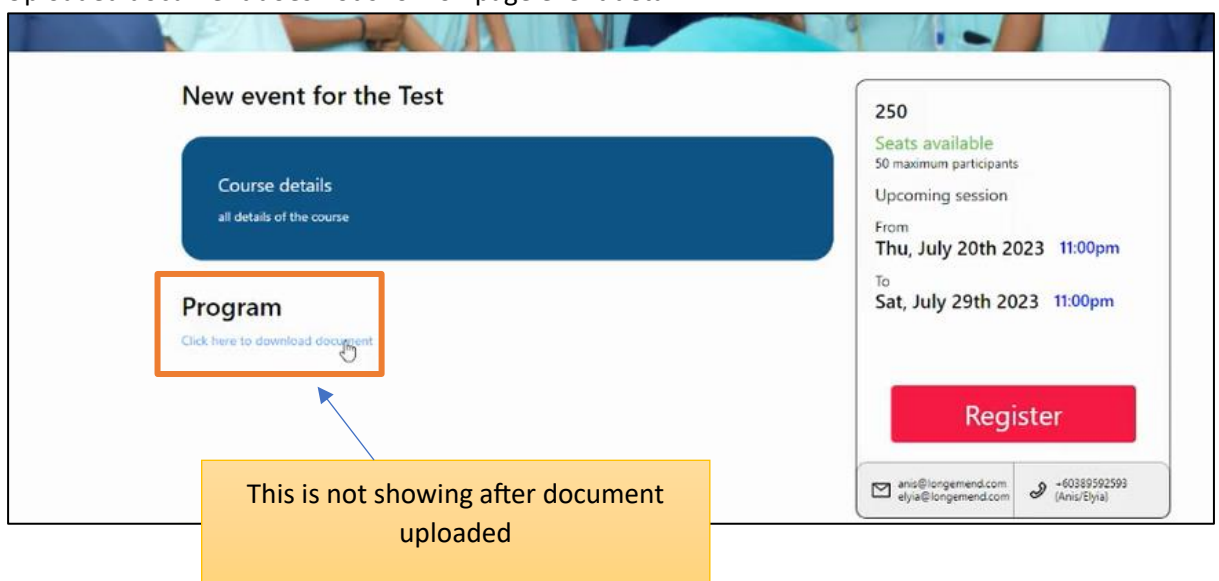 New event for the Test
Course details
all details of the course
Program
Click here to download document
This is not showing after document
uploaded
250
Seats available
50 maximum participants
Upcoming session
From
Thu, July 20th 2023 11:00pm
To
Sat, July 29th 2023 11:00pm
Register
anis@longemend.com
elyia@longemend.com
+60389592593
(Anis/Elyia)